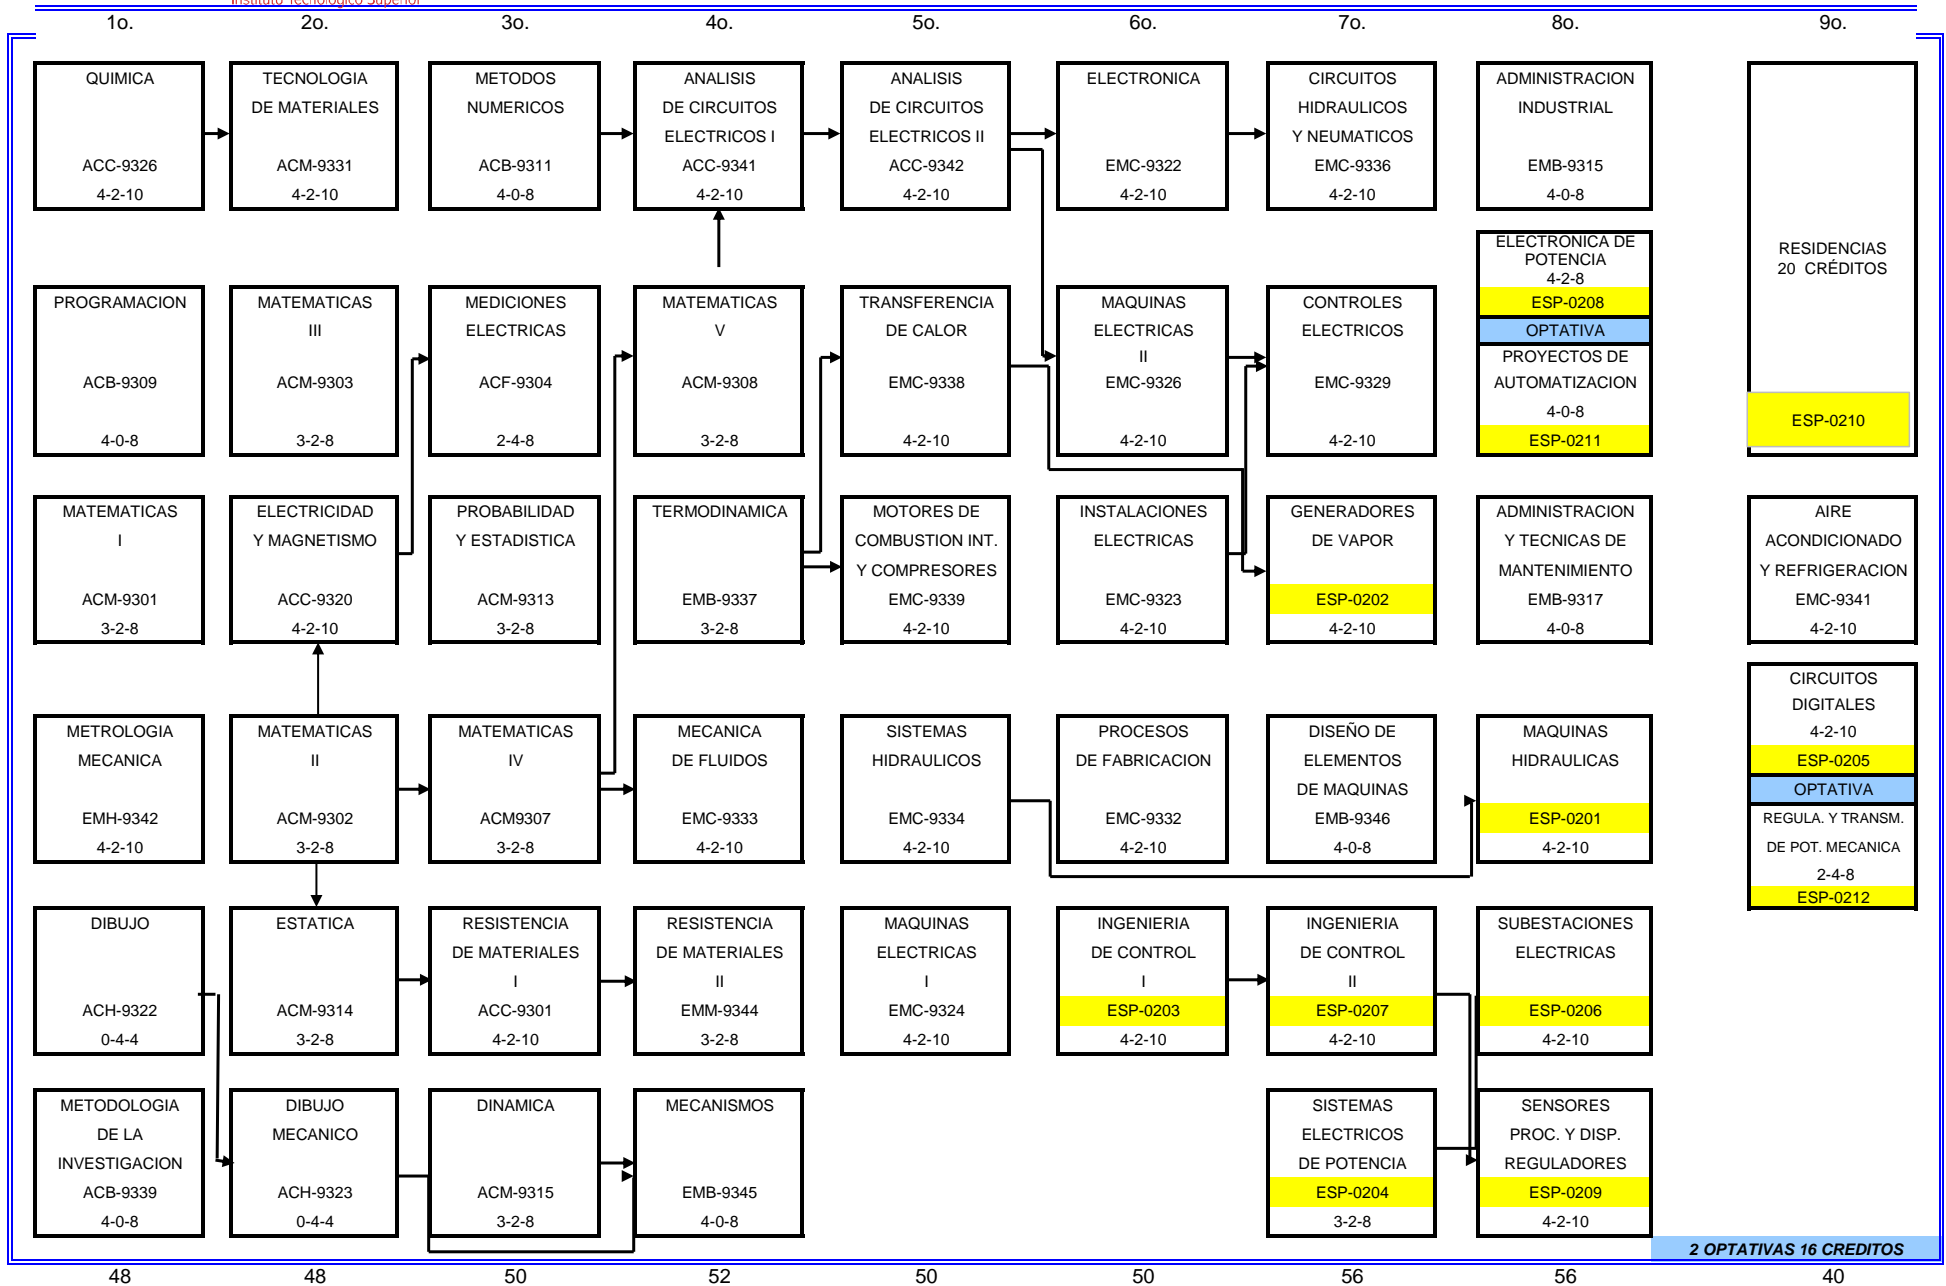 Instituto Tecnológico Superior
1o.
2o.
3o.
4o.
5o.
6o.
7o.
8o.
9o.
QUIMICA
ACC-9326
4-2-10
TECNOLOGIA
DE MATERIALES
ACM-9331
4-2-10
METODOS
NUMERICOS
ACB-9311
4-0-8
ANALISIS
DE CIRCUITOS
ELECTRICOS I
ACC-9341
4-2-10
ANALISIS
DE CIRCUITOS
ELECTRICOS II
ACC-9342
4-2-10
ELECTRONICA
EMC-9322
4-2-10
CIRCUITOS
HIDRAULICOS
Y NEUMATICOS
EMC-9336
4-2-10
ADMINISTRACION
INDUSTRIAL
EMB-9315
4-0-8
RESIDENCIAS
20 CRÉDITOS
ESP-0210
PROGRAMACION
ACB-9309
4-0-8
MATEMATICAS
III
ACM-9303
3-2-8
MEDICIONES
ELECTRICAS
ACF-9304
2-4-8
MATEMATICAS
V
ACM-9308
3-2-8
TRANSFERENCIA
DE CALOR
EMC-9338
4-2-10
MAQUINAS
ELECTRICAS
II
EMC-9326
4-2-10
CONTROLES
ELECTRICOS
EMC-9329
4-2-10
ELECTRONICA DE
POTENCIA
4-2-8
ESP-0208
OPTATIVA
PROYECTOS DE
AUTOMATIZACION
4-0-8
ESP-0211
MATEMATICAS
I
ACM-9301
3-2-8
ELECTRICIDAD
Y MAGNETISMO
ACC-9320
4-2-10
PROBABILIDAD
Y ESTADISTICA
ACM-9313
3-2-8
TERMODINAMICA
EMB-9337
3-2-8
MOTORES DE
COMBUSTION INT.
Y COMPRESORES
EMC-9339
4-2-10
INSTALACIONES
ELECTRICAS
EMC-9323
4-2-10
GENERADORES
DE VAPOR
ESP-0202
4-2-10
ADMINISTRACION
Y TECNICAS DE
MANTENIMIENTO
EMB-9317
4-0-8
AIRE
ACONDICIONADO
Y REFRIGERACION
EMC-9341
4-2-10
METROLOGIA
MECANICA
EMH-9342
4-2-10
MATEMATICAS
II
ACM-9302
3-2-8
MATEMATICAS
IV
ACM9307
3-2-8
MECANICA
DE FLUIDOS
EMC-9333
4-2-10
SISTEMAS
HIDRAULICOS
EMC-9334
4-2-10
PROCESOS
DE FABRICACION
EMC-9332
4-2-10
DISEÑO DE
ELEMENTOS
DE MAQUINAS
EMB-9346
4-0-8
MAQUINAS
HIDRAULICAS
ESP-0201
4-2-10
CIRCUITOS
DIGITALES
4-2-10
ESP-0205
OPTATIVA
REGULA. Y TRANSM.
DE POT. MECANICA
2-4-8
ESP-0212
DIBUJO
ACH-9322
0-4-4
ESTATICA
ACM-9314
3-2-8
RESISTENCIA
DE MATERIALES
I
ACC-9301
4-2-10
RESISTENCIA
DE MATERIALES
II
EMM-9344
3-2-8
MAQUINAS
ELECTRICAS
I
EMC-9324
4-2-10
INGENIERIA
DE CONTROL
I
ESP-0203
4-2-10
INGENIERIA
DE CONTROL
II
ESP-0207
4-2-10
SUBESTACIONES
ELECTRICAS
ESP-0206
4-2-10
METODOLOGIA
DE LA
INVESTIGACION
ACB-9339
4-0-8
DIBUJO
MECANICO
ACH-9323
0-4-4
DINAMICA
ACM-9315
3-2-8
MECANISMOS
EMB-9345
4-0-8
SISTEMAS
ELECTRICOS
DE POTENCIA
ESP-0204
3-2-8
SENSORES
PROC. Y DISP.
REGULADORES
ESP-0209
4-2-10
2 OPTATIVAS 16 CREDITOS
48
48
50
52
50
50
56
56
40